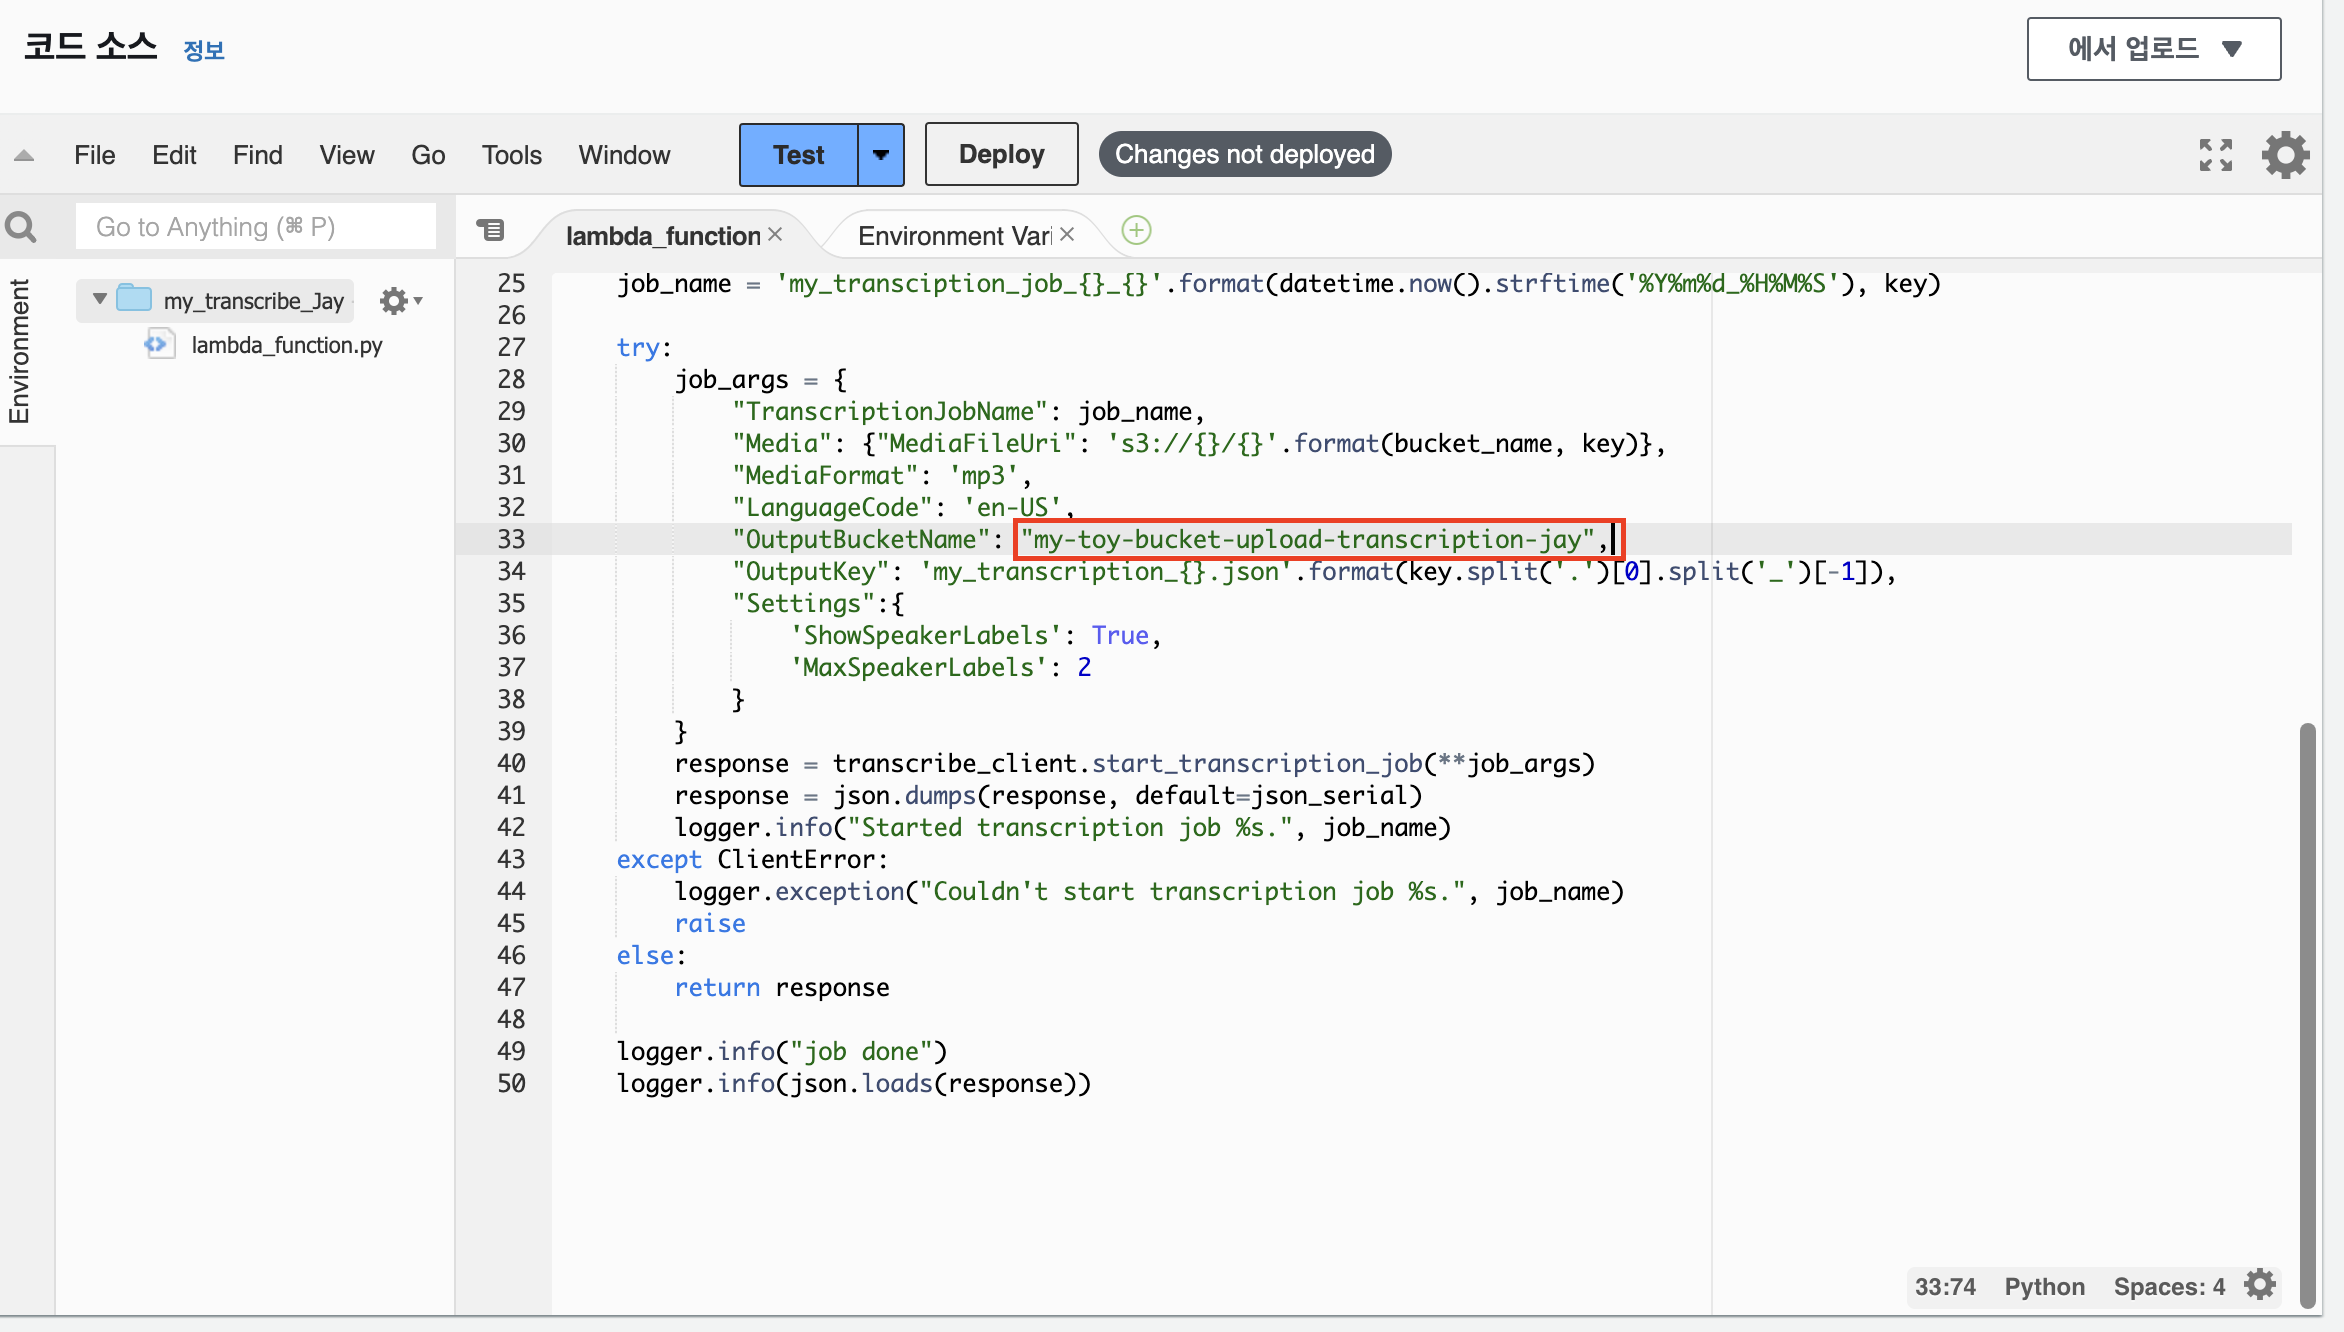 코드 소스 정보
에서 업로드
File Edit Find View Go Tools Window Test Deploy Changes not deployed
Go to Anything (⌘ P)
lambda_function × Environment Vari ×
Environment
my_transcribe_Jay
lambda_function.py
25 job_name = 'my_transciption_job_{}_{}'.format(datetime.now().strftime('%Y%m%d_%H%M%S'), key)
26
27 try:
28 job_args = {
29 "TranscriptionJobName": job_name,
30 "Media": {"MediaFileUri": 's3://{}/{}'.format(bucket_name, key)},
31 "MediaFormat": 'mp3',
32 "LanguageCode": 'en-US',
33 "OutputBucketName": "my-toy-bucket-upload-transcription-jay",
34 "OutputKey": 'my_transcription_{}.json'.format(key.split('.')[0].split('_')[-1]),
35 "Settings":{
36 'ShowSpeakerLabels': True,
37 'MaxSpeakerLabels': 2
38 }
39 }
40 response = transcribe_client.start_transcription_job(**job_args)
41 response = json.dumps(response, default=json_serial)
42 logger.info("Started transcription job %s.", job_name)
43 except ClientError:
44 logger.exception("Couldn't start transcription job %s.", job_name)
45 raise
46 else:
47 return response
48
49 logger.info("job done")
50 logger.info(json.loads(response))
33:74 Python Spaces: 4